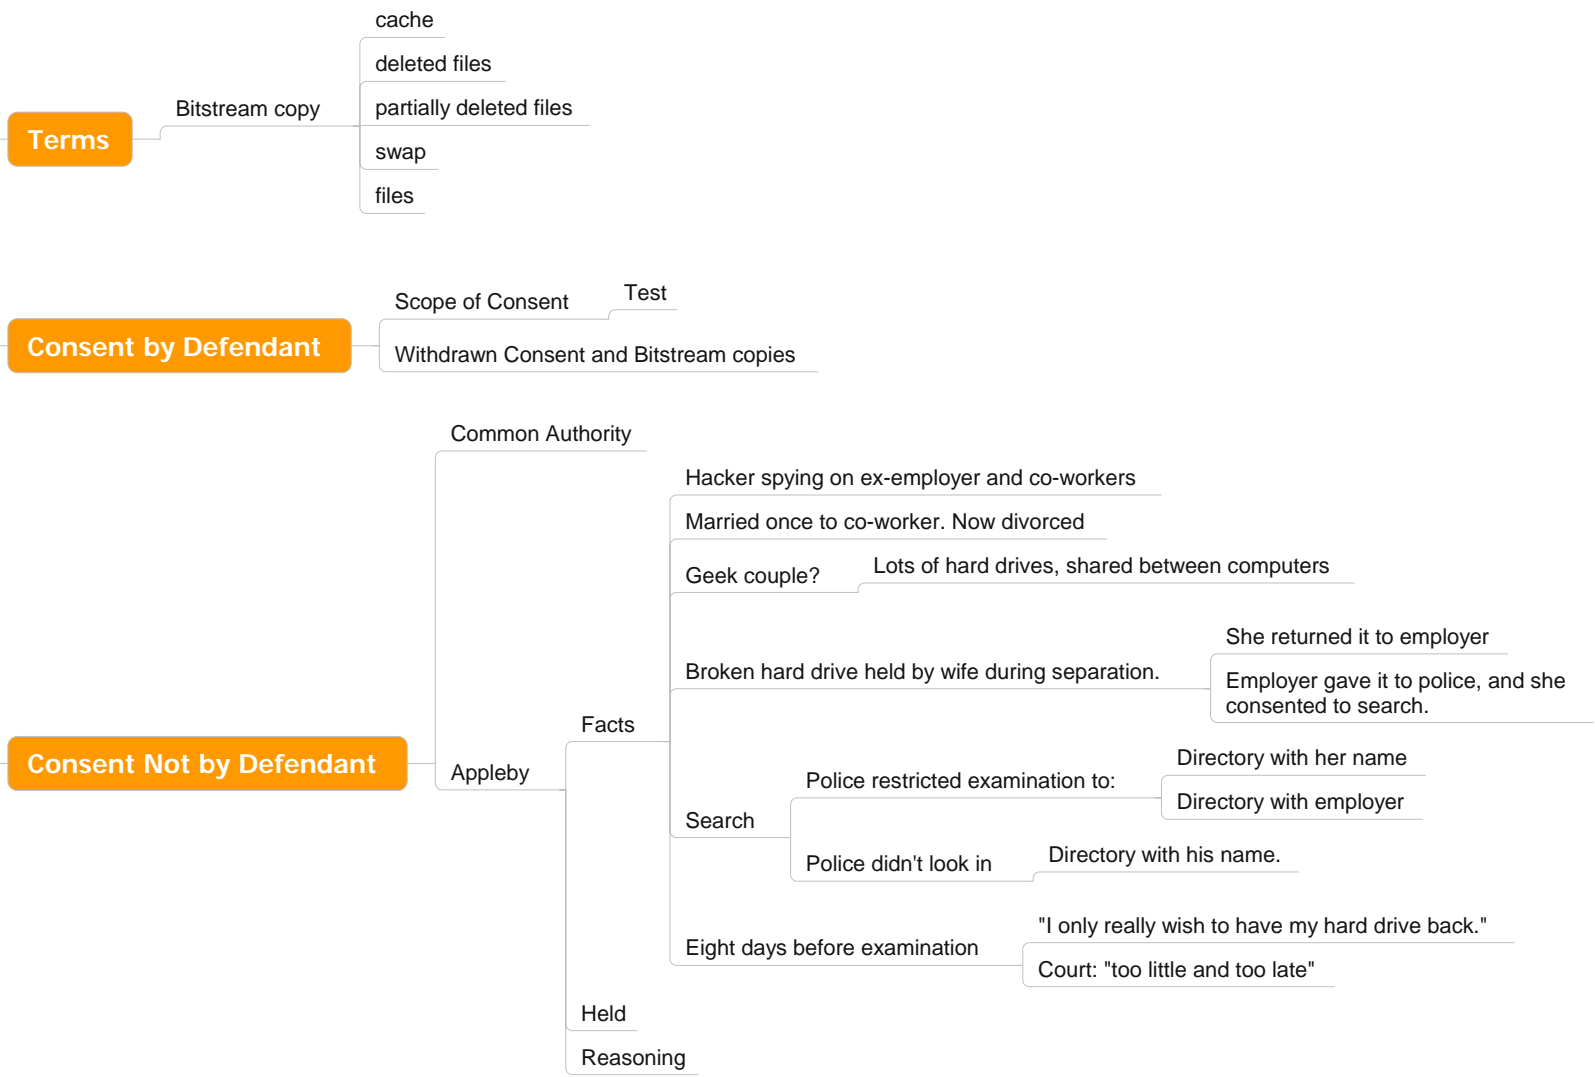 Terms
Bitstream copy
cache
deleted files
partially deleted files
swap
files
Consent by Defendant
Scope of Consent
Test
Withdrawn Consent and Bitstream copies
Consent Not by Defendant
Common Authority
Appleby
Facts
Hacker spying on ex-employer and co-workers
Married once to co-worker. Now divorced
Geek couple?
Lots of hard drives, shared between computers
Broken hard drive held by wife during separation.
She returned it to employer
Employer gave it to police, and she
consented to search.
Search
Police restricted examination to:
Directory with her name
Directory with employer
Police didn't look in
Directory with his name.
Eight days before examination
"I only really wish to have my hard drive back."
Court: "too little and too late"
Held
Reasoning